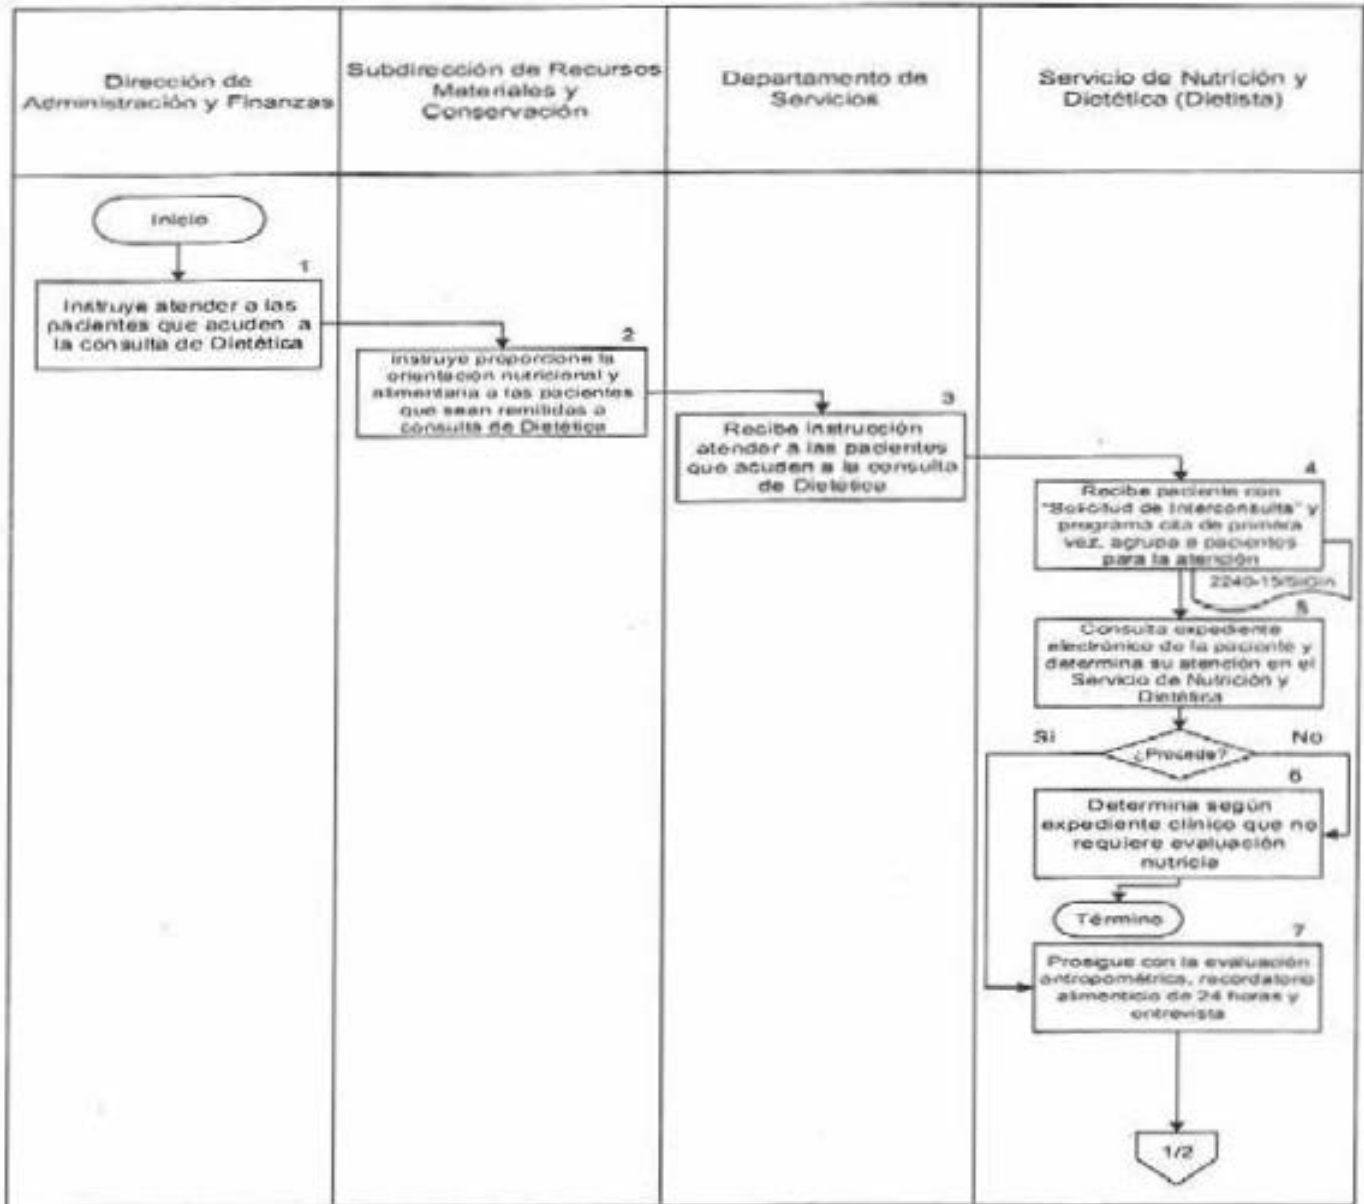 Dirección de
Administración y Finanzas
Subdirección de Recursos
Materiales y
Conservación
Departamento de
Servicios
Servicio de Nutrición y
Dietética (Dietista)
Inicio
1
Instruye atender a las
pacientes que acuden a
la consulta de Dietética
2
Instruye proporcione la
orientación nutricional y
alimentaria a las pacientes
que sean remitidas a
consulta de Dietética
3
Recibe instrucción
atender a las pacientes
que acuden a la consulta
de Dietética
4
Recibe paciente con
"Solicitud de Interconsulta" y
programa cita de primera
vez, agrupa a pacientes
para la atención
2240-15/SIGIn
5
Consulta expediente
electrónico de la paciente y
determina su atención en el
Servicio de Nutrición y
Dietética
Si
¿Procede?
No
6
Determina según
expediente clínico que no
requiere evaluación
nutricia
Término
7
Prosigue con la evaluación
antropométrica, recordatorio
alimenticio de 24 horas y
entrevista
1/2